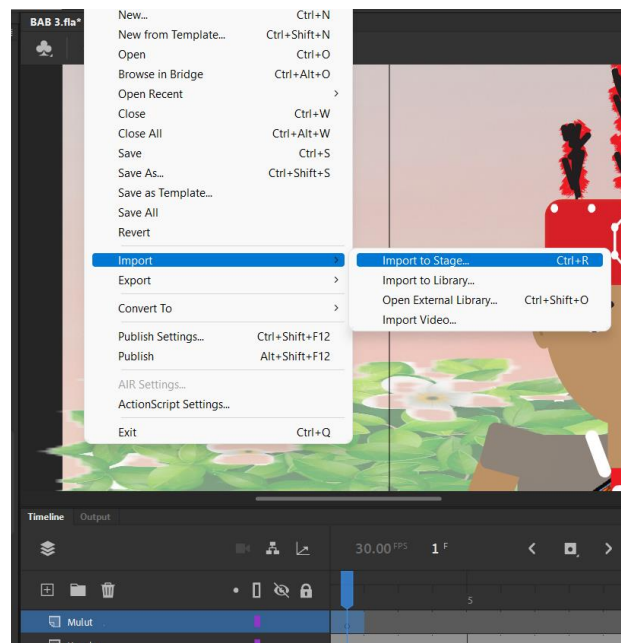 BAB 3.fla*
New... Ctrl+N
New from Template... Ctrl+Shift+N
Open Ctrl+O
Browse in Bridge Ctrl+Alt+O
Open Recent >
Close Ctrl+W
Close All Ctrl+Alt+W
Save Ctrl+S
Save As... Ctrl+Shift+S
Save as Template...
Save All
Revert
Import >
Export >
Convert To >
Publish Settings... Ctrl+Shift+F12
Publish Alt+Shift+F12
AIR Settings...
ActionScript Settings...
Exit Ctrl+Q
Import to Stage... Ctrl+R
Import to Library...
Open External Library... Ctrl+Shift+O
Import Video...
Timeline Output
30.00 FPS 1 F
5
Mulut